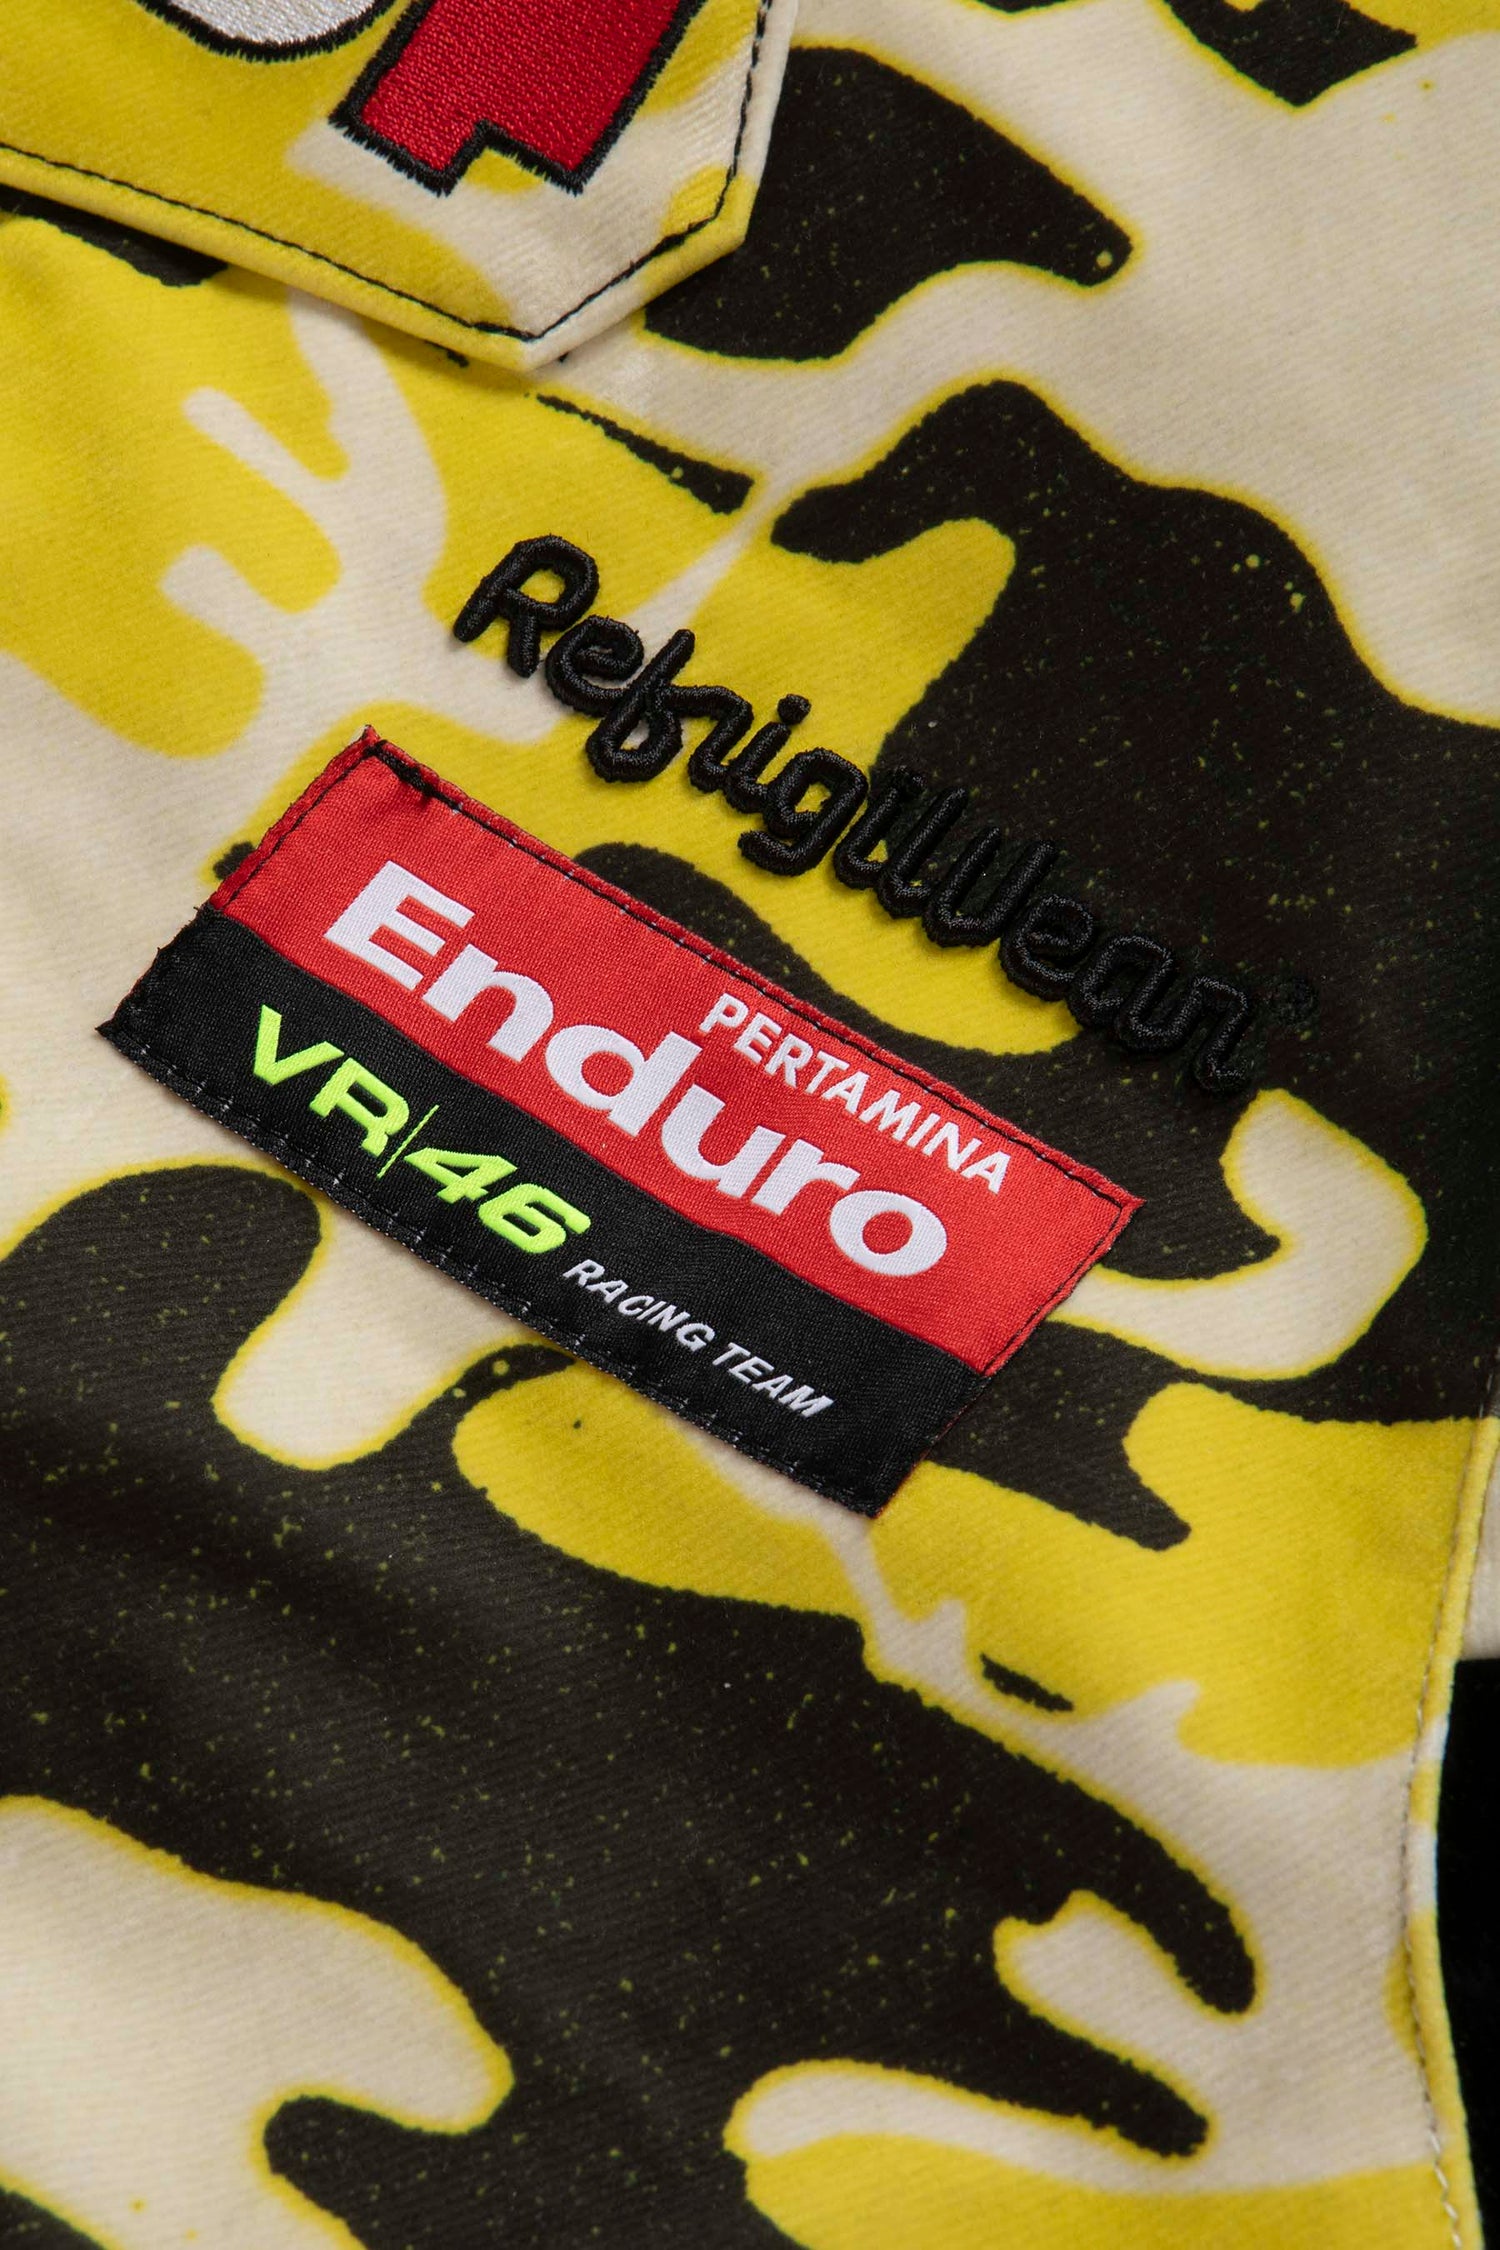 RefrigiWear®
PERTAMINA
Enduro
VR|46 RACING TEAM